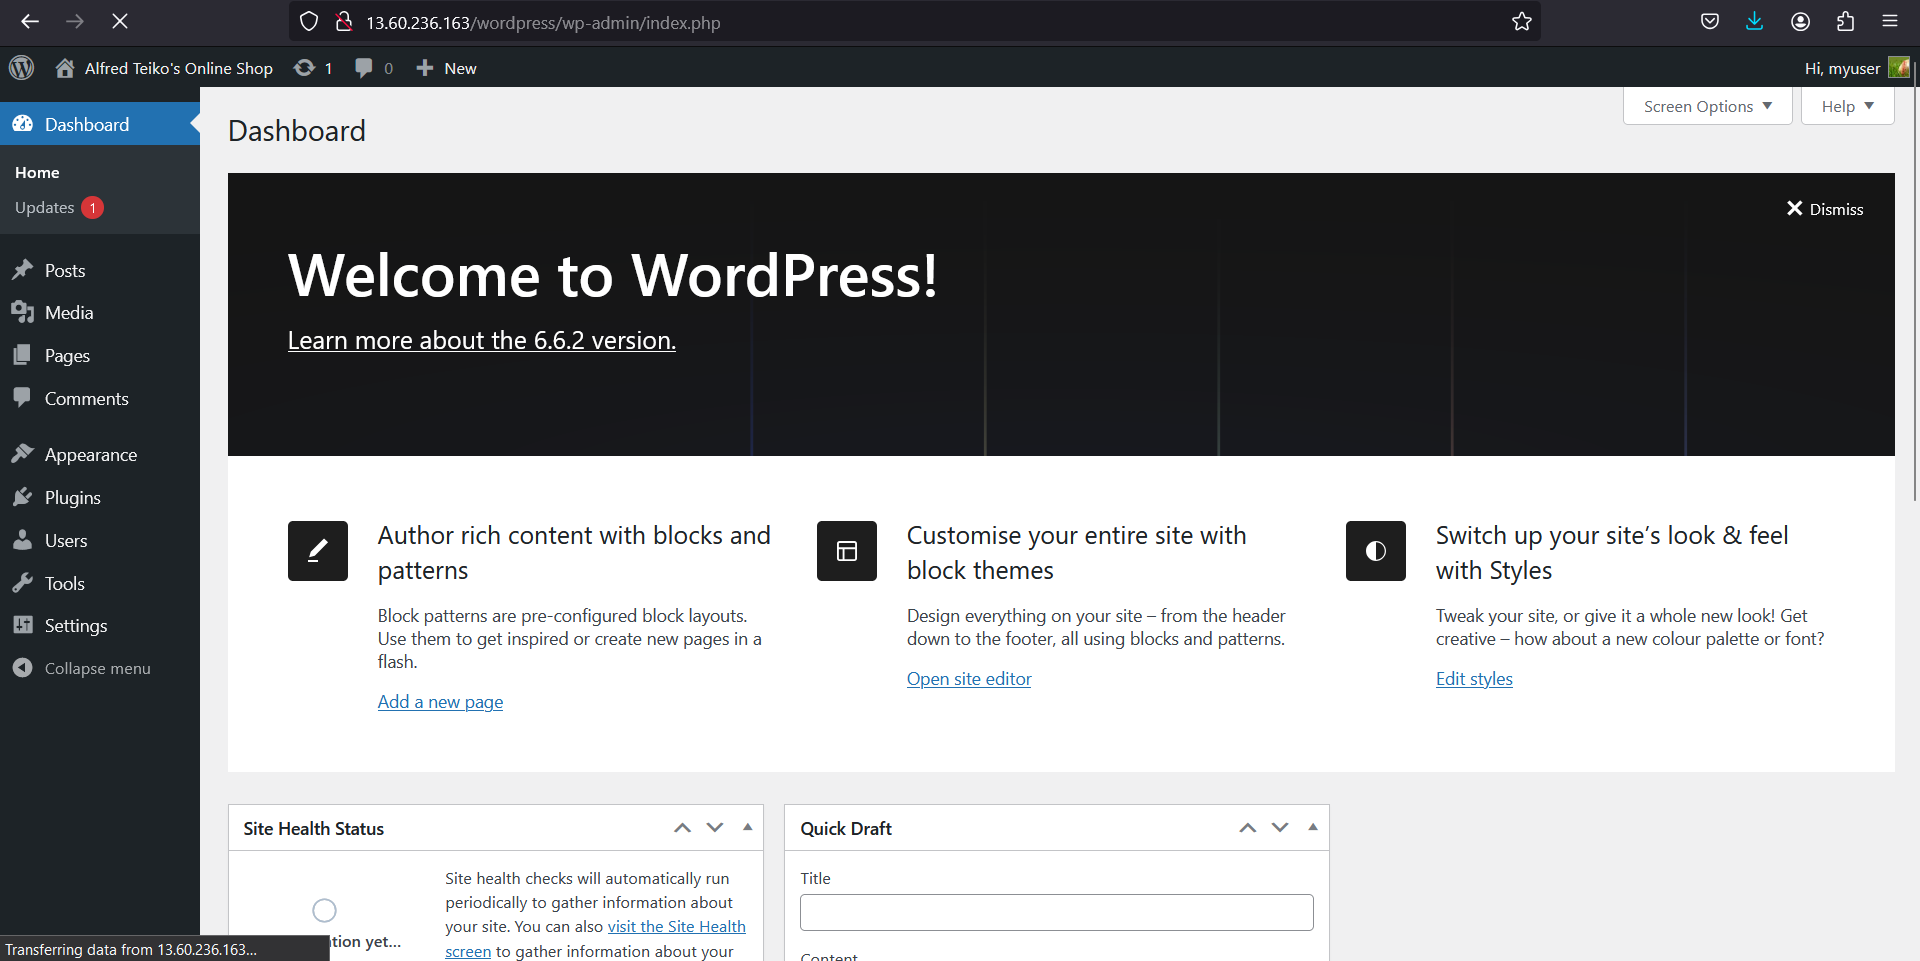 13.60.236.163/wordpress/wp-admin/index.php
Alfred Teiko's Online Shop 1 0 New Hi, myuser
Screen Options Help
Dashboard
Home
Updates 1
Posts
Media
Pages
Comments
Appearance
Plugins
Users
Tools
Settings
Collapse menu
Dashboard
Dismiss
Welcome to WordPress!
Learn more about the 6.6.2 version.
Author rich content with blocks and
patterns
Block patterns are pre-configured block layouts.
Use them to get inspired or create new pages in a
flash.
Add a new page
Customise your entire site with
block themes
Design everything on your site – from the header
down to the footer, all using blocks and patterns.
Open site editor
Switch up your site’s look & feel
with Styles
Tweak your site, or give it a whole new look! Get
creative – how about a new colour palette or font?
Edit styles
Site Health Status
Site health checks will automatically run
periodically to gather information about
your site. You can also visit the Site Health
screen to gather information about your
yet...
Quick Draft
Title
Content
Transferring data from 13.60.236.163...